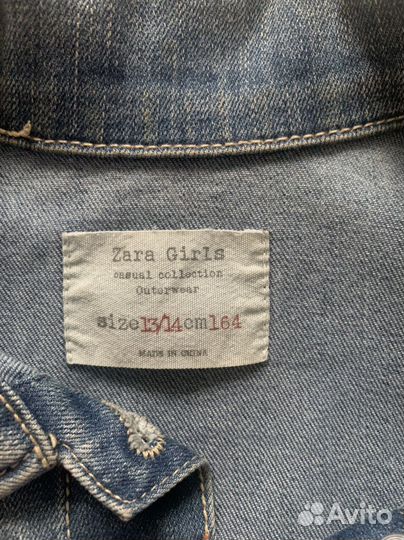 Zara Girls
casual collection
Outerwear
size 13/14 cm 164
MADE IN CHINA
Avito